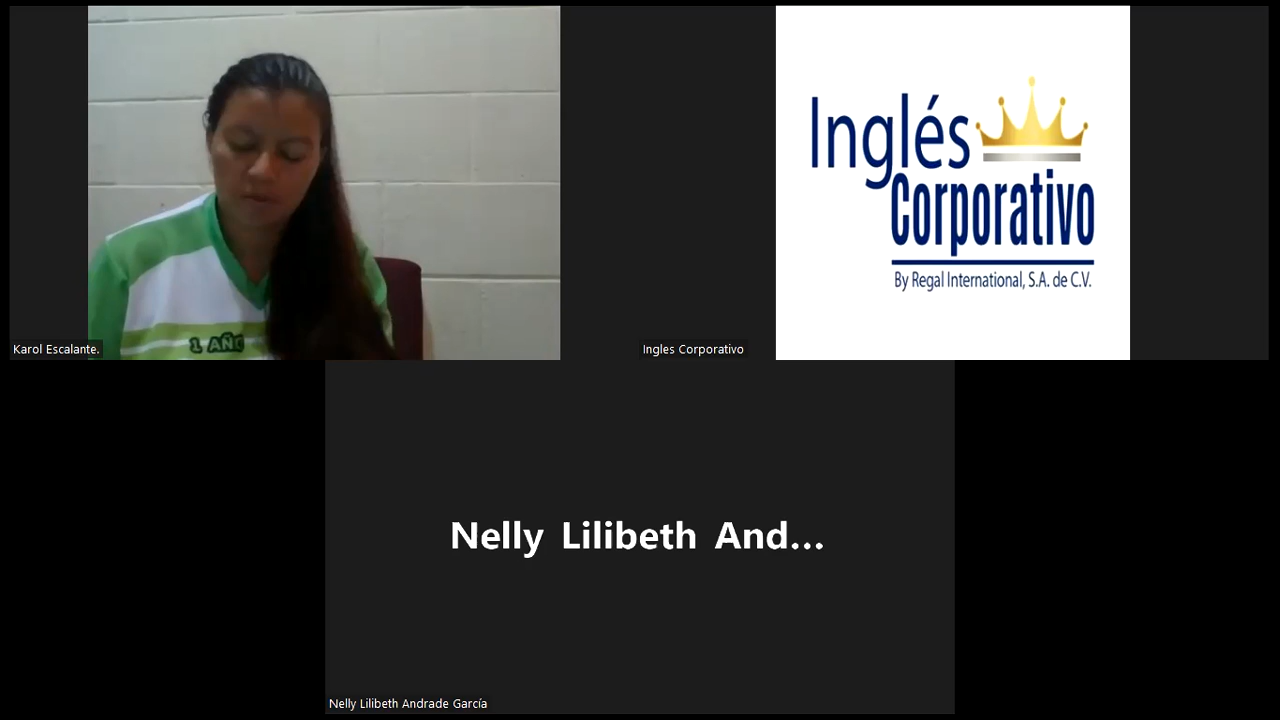 1 AÑO
Karol Escalante.
Inglés
Corporativo
By Regal International, S.A. de C.V.
Ingles Corporativo
Nelly Lilibeth And...
Nelly Lilibeth Andrade García